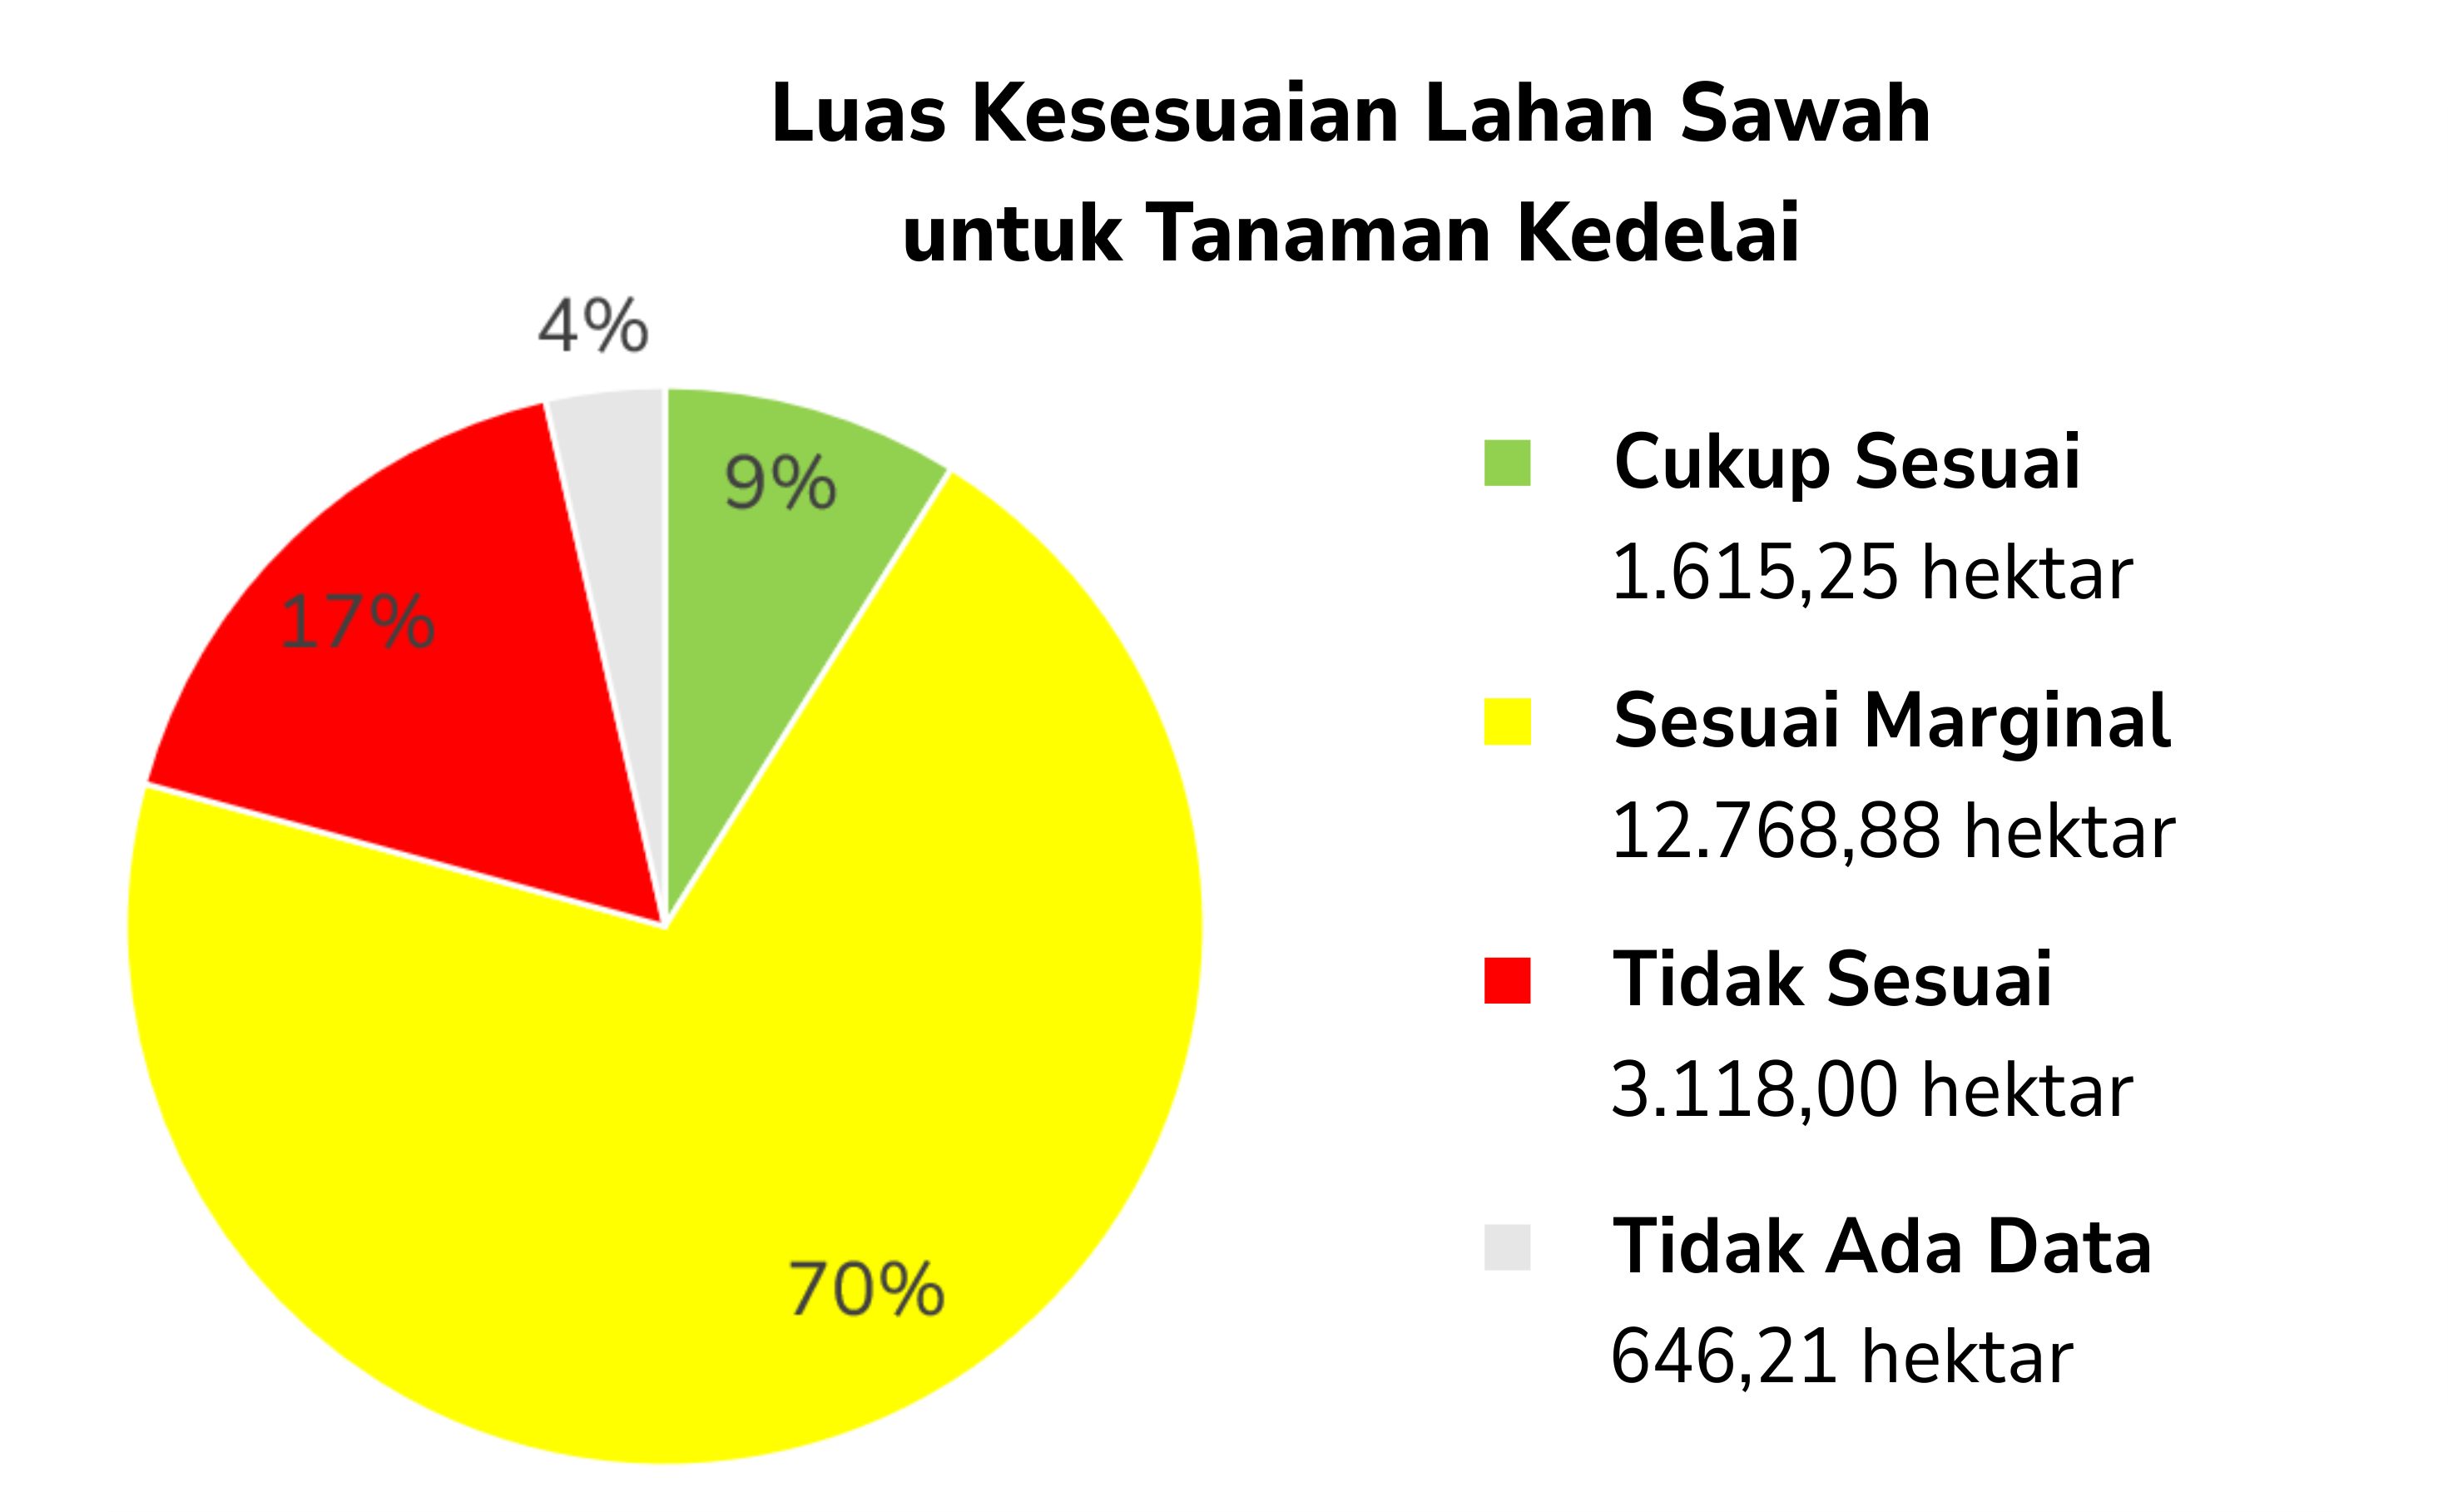 Luas Kesesuaian Lahan Sawah
untuk Tanaman Kedelai
4%
9%
17%
70%
Cukup Sesuai
1.615,25 hektar
Sesuai Marginal
12.768,88 hektar
Tidak Sesuai
3.118,00 hektar
Tidak Ada Data
646,21 hektar